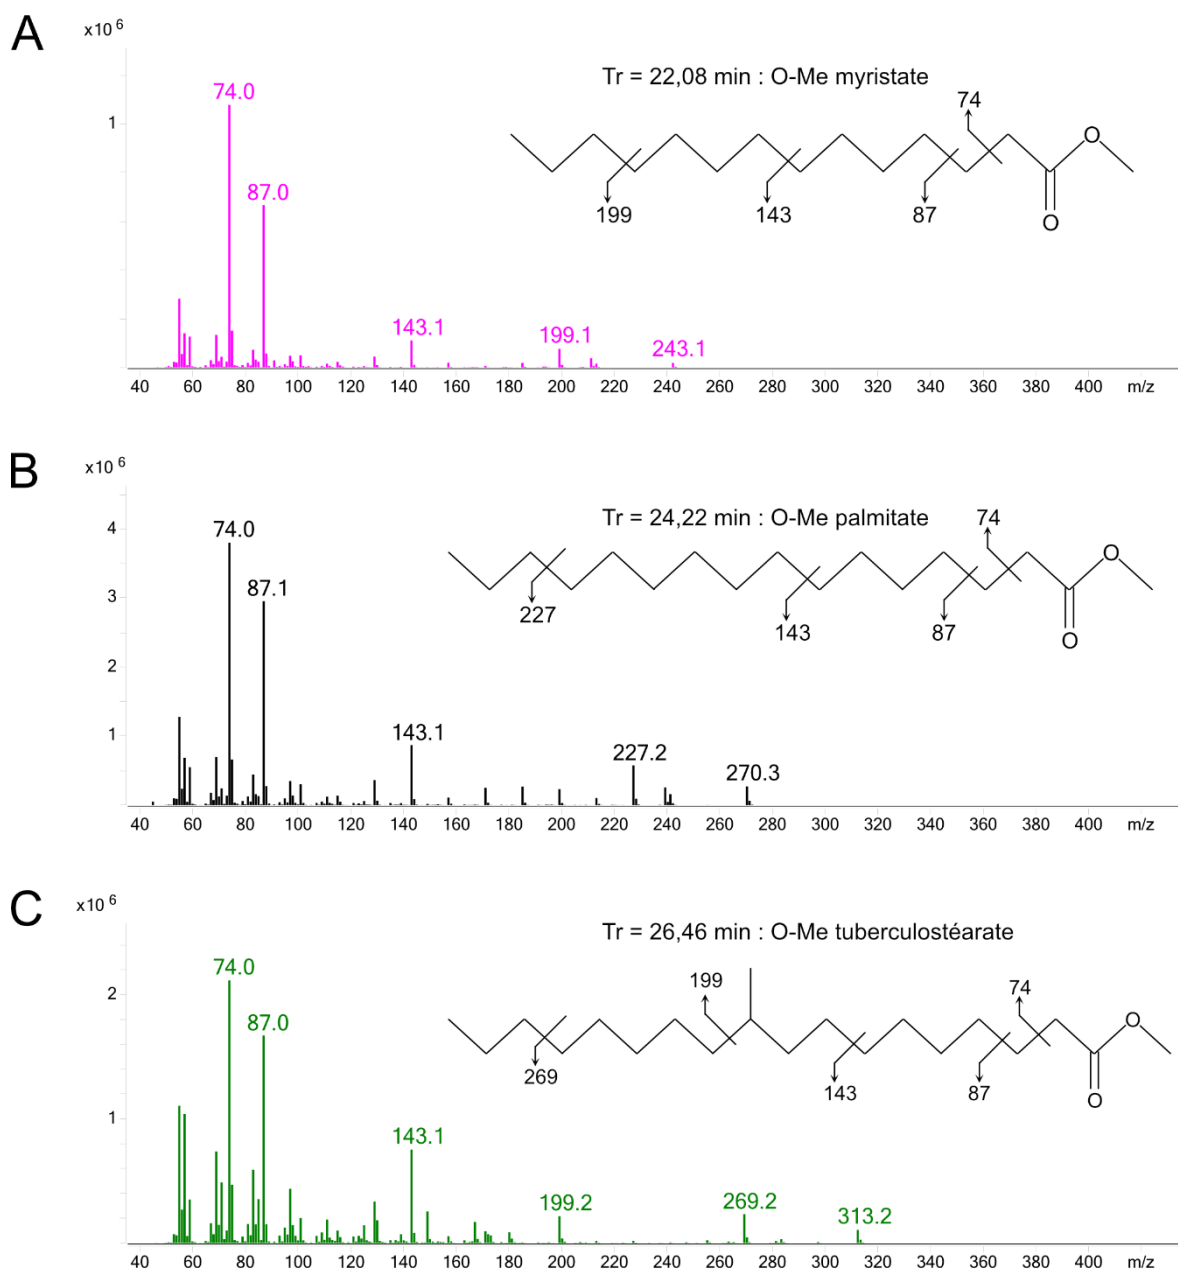 A
x10 6
Tr = 22,08 min : O-Me myristate
74.0
74
1
O
87.0
199
143
87
O
143.1
199.1
243.1
40 60 80 100 120 140 160 180 200 220 240 260 280 300 320 340 360 380 400 m/z
B
x10 6
Tr = 24,22 min : O-Me palmitate
74
74.0
4
O
87.1
3
227
143
87
O
2
143.1
1
227.2
270.3
40 60 80 100 120 140 160 180 200 220 240 260 280 300 320 340 360 380 400 m/z
C
x10 6
Tr = 26,46 min : O-Me tuberculostéarate
74.0
199
74
2
87.0
O
269
143
87
O
1
143.1
199.2
269.2
313.2
40 60 80 100 120 140 160 180 200 220 240 260 280 300 320 340 360 380 400 m/z